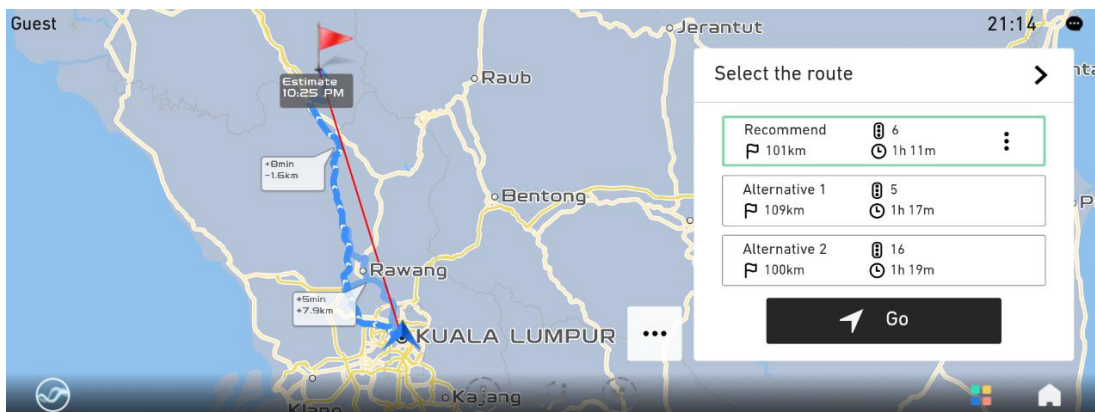 Guest
21:14
Jerantut
Raub
Estimate
10:25 PM
+8min
-1.6km
Bentong
Rawang
+5min
+7.9km
KUALA LUMPUR
Kajang
Klang
Select the route
Recommend
6
101km
1h 11m
Alternative 1
5
109km
1h 17m
Alternative 2
16
100km
1h 19m
Go